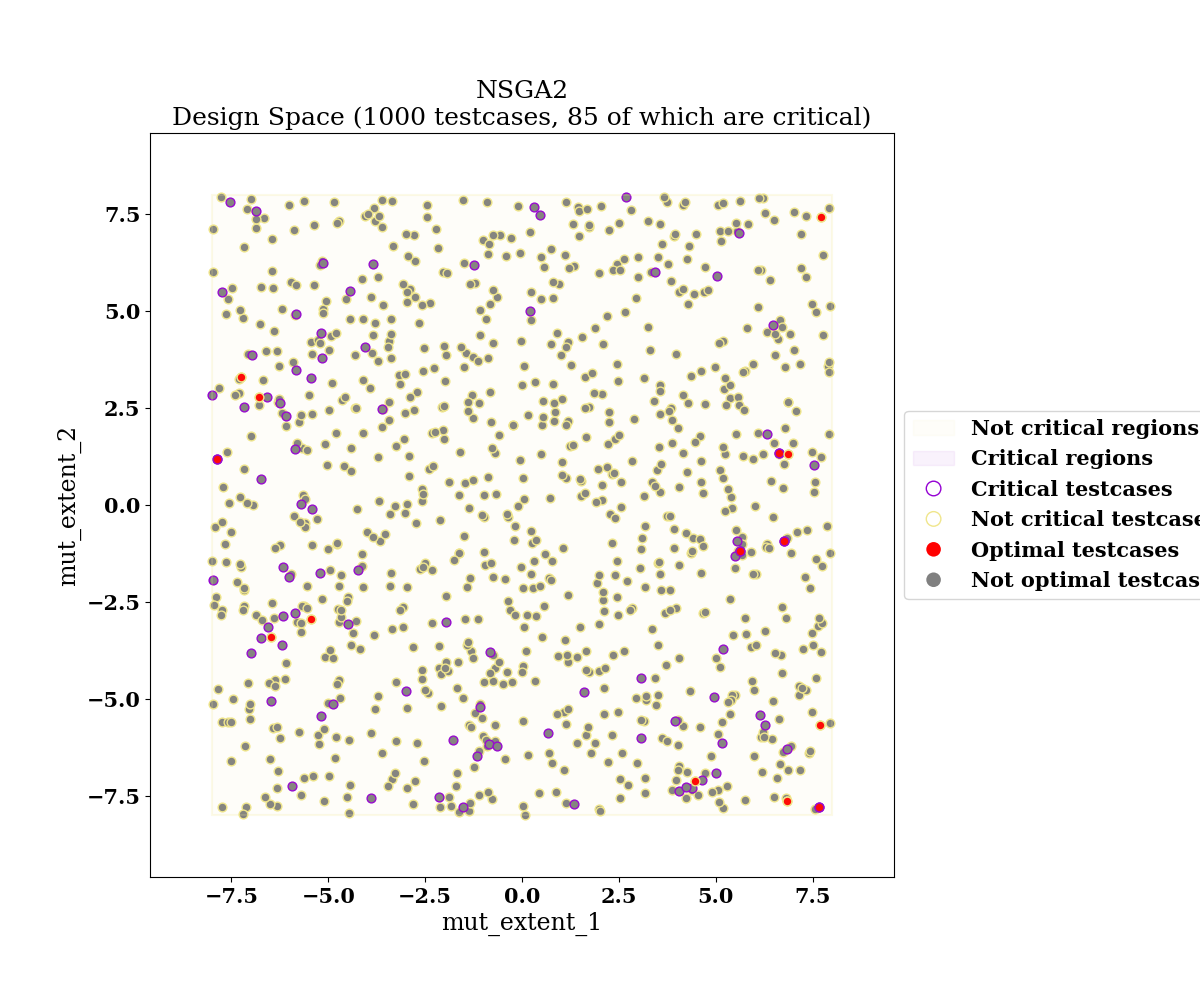 NSGA2
Design Space (1000 testcases, 85 of which are critical)
7.5
5.0
2.5
0.0
−2.5
−5.0
−7.5
mut_extent_2
−7.5
−5.0
−2.5
0.0
2.5
5.0
7.5
mut_extent_1
Not critical regions
Critical regions
Critical testcases
Not critical testcase
Optimal testcases
Not optimal testcas